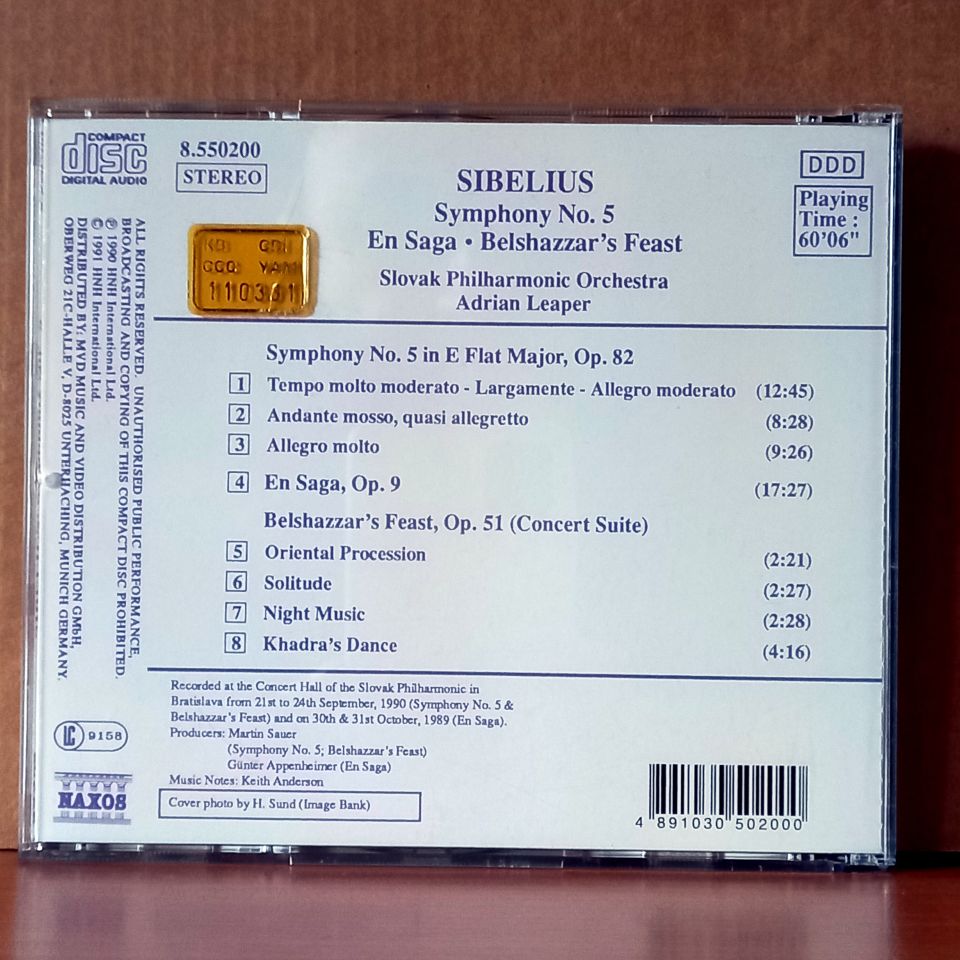 COMPACT
disc
DIGITAL AUDIO
8.550200
STEREO
SIBELIUS
Symphony No. 5
En Saga • Belshazzar's Feast
Slovak Philharmonic Orchestra
Adrian Leaper
DDD
Playing
Time :
60'06"
110361
Symphony No. 5 in E Flat Major, Op. 82
1 Tempo molto moderato - Largamente - Allegro moderato (12:45)
2 Andante mosso, quasi allegretto (8:28)
3 Allegro molto (9:26)
4 En Saga, Op. 9 (17:27)
Belshazzar's Feast, Op. 51 (Concert Suite)
5 Oriental Procession (2:21)
6 Solitude (2:27)
7 Night Music (2:28)
8 Khadra's Dance (4:16)
Recorded at the Concert Hall of the Slovak Philharmonic in
Bratislava from 21st to 24th September, 1990 (Symphony No. 5 &
Belshazzar's Feast) and on 30th & 31st October, 1989 (En Saga).
Producers: Martin Sauer
(Symphony No. 5; Belshazzar's Feast)
Günter Appenheimer (En Saga)
Music Notes: Keith Anderson
Cover photo by H. Sund (Image Bank)
ALL RIGHTS RESERVED. UNAUTHORISED PUBLIC PERFORMANCE,
BROADCASTING AND COPYING OF THIS COMPACT DISC PROHIBITED.
℗ 1990 HNH International Ltd.
© 1991 HNH International Ltd.
DISTRIBUTED BY: MVD MUSIC AND VIDEO DISTRIBUTION GMbH,
OBERWEG 21C-HALLE V, D-8025 UNTERHACHING, MUNICH GERMANY.
LC 9158
NAXOS
4 891030 502000